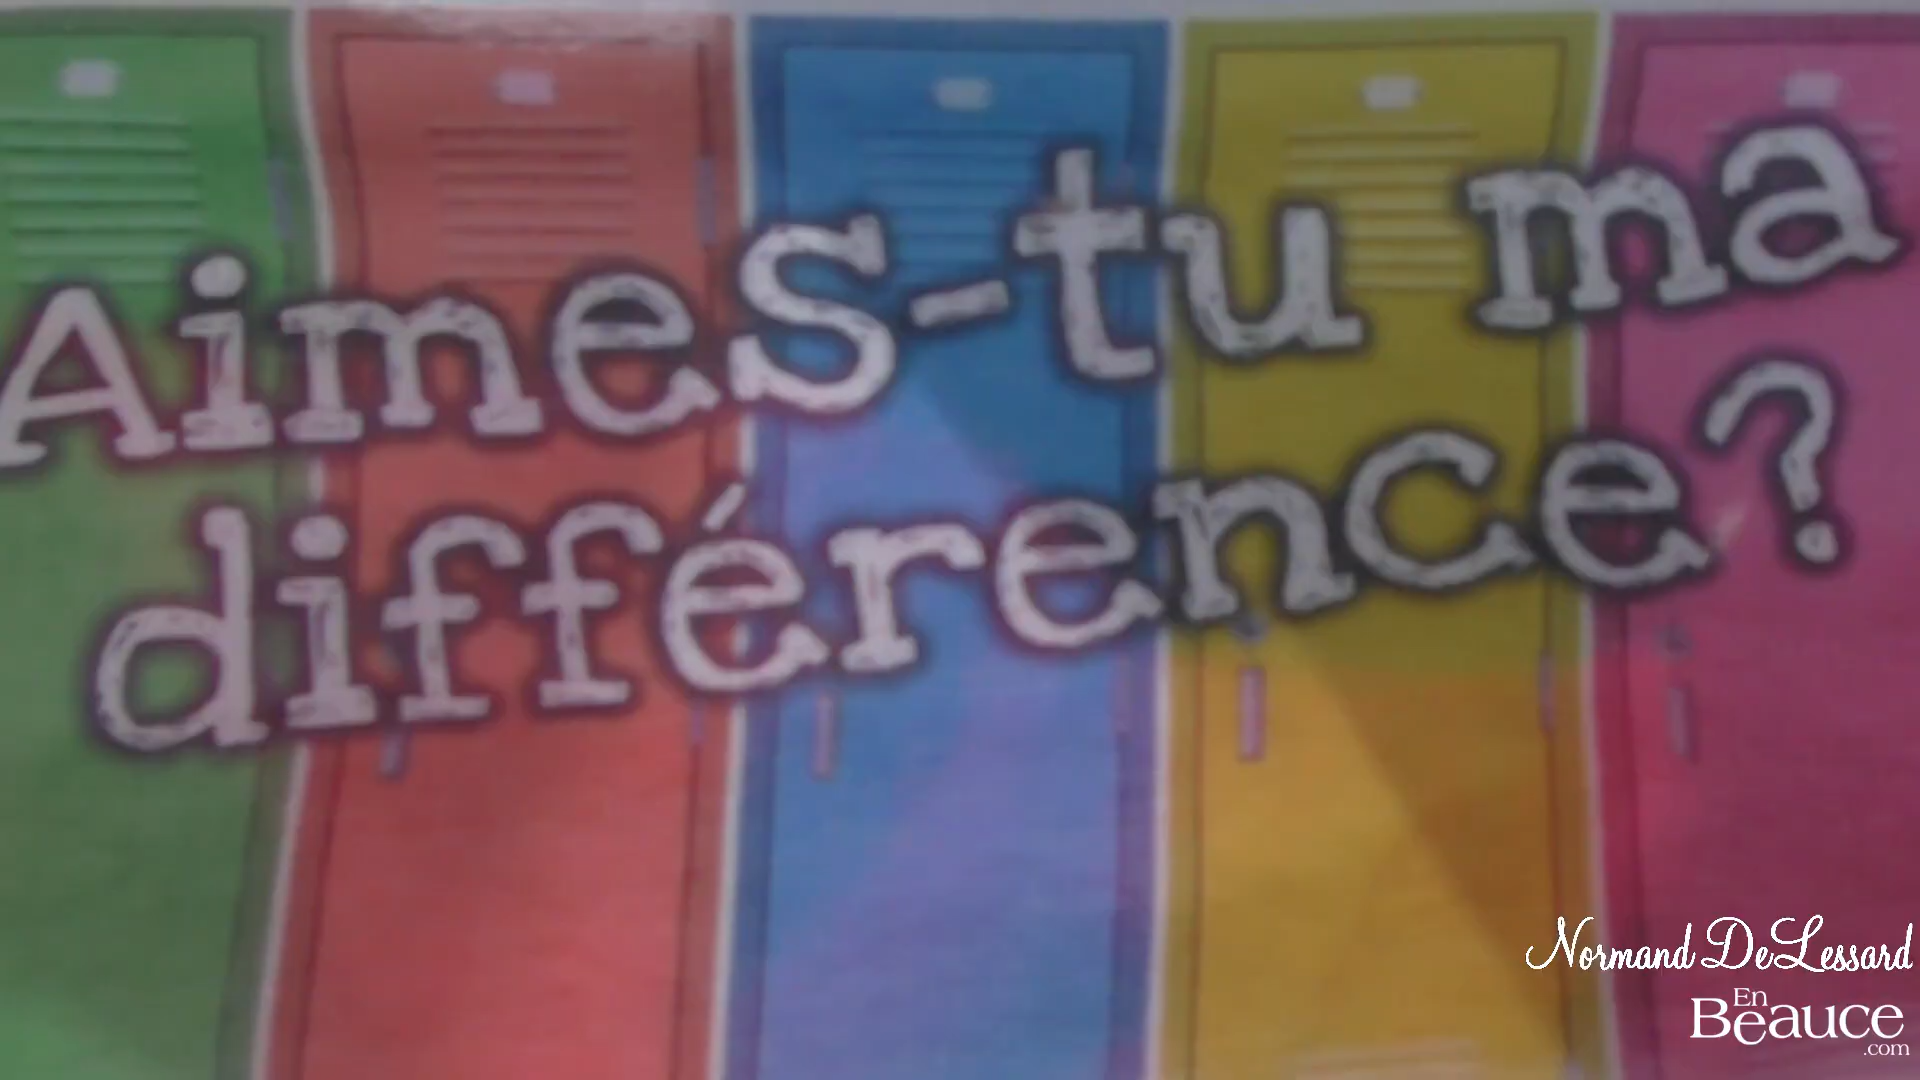 Aimes-tu ma
différence?
Normand DeLessard
En
Beauce
.com